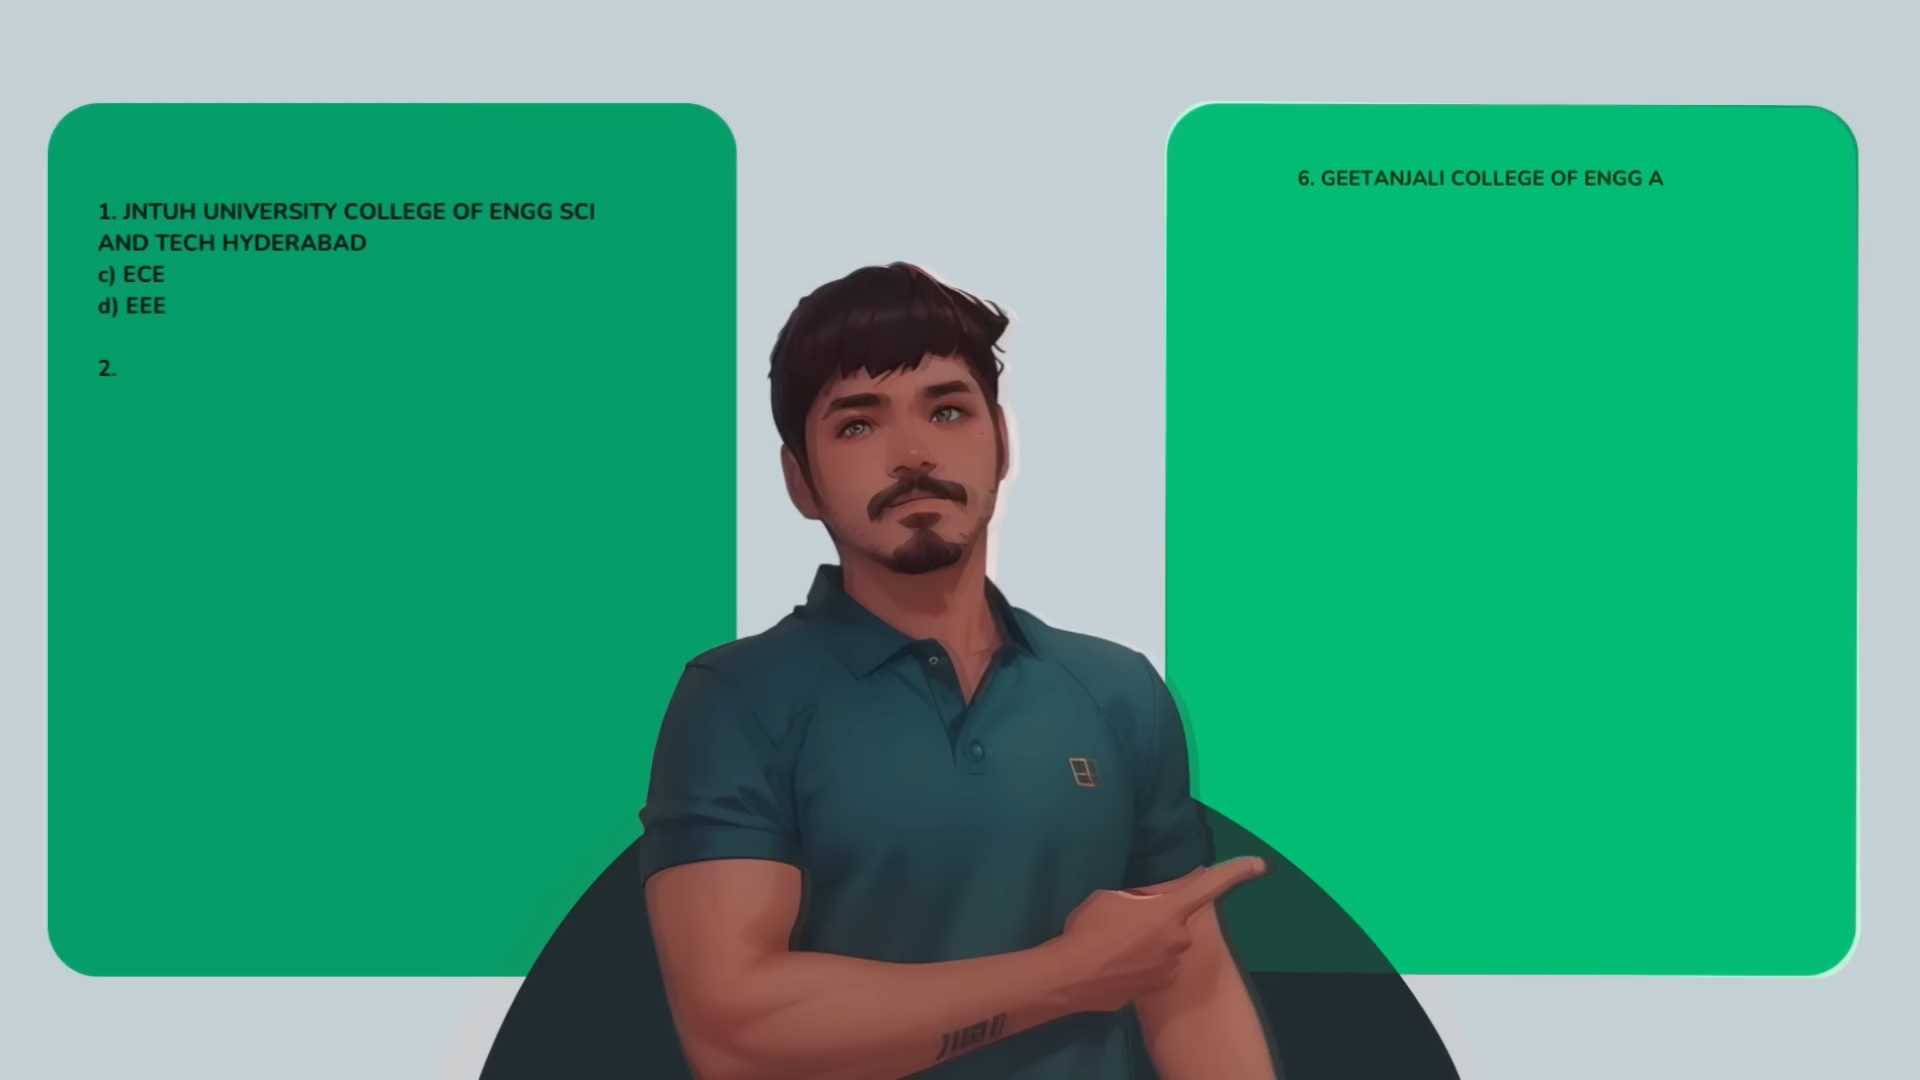 1. JNTUH UNIVERSITY COLLEGE OF ENGG SCI
AND TECH HYDERABAD
c) ECE
d) EEE
2.
6. GEETANJALI COLLEGE OF ENGG A